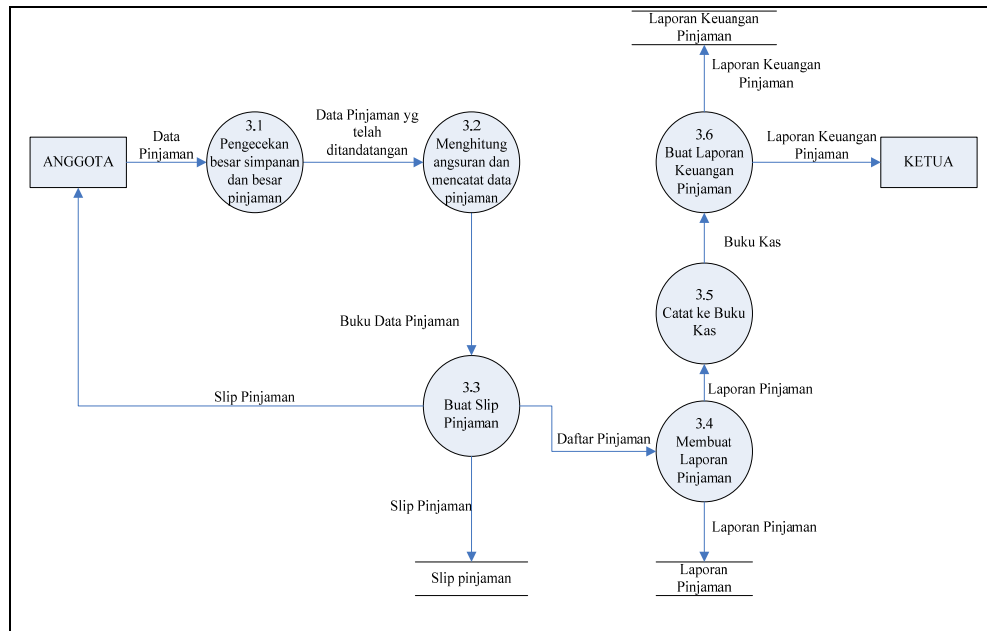 Laporan Keuangan
Pinjaman
Laporan Keuangan
Pinjaman
ANGGOTA
Data
Pinjaman
3.1
Pengecekan
besar simpanan
dan besar
pinjaman
Data Pinjaman yg
telah
ditandatangan
3.2
Menghitung
angsuran dan
mencatat data
pinjaman
3.6
Buat Laporan
Keuangan
Pinjaman
Laporan Keuangan
Pinjaman
KETUA
Buku Kas
3.5
Catat ke Buku
Kas
Buku Data Pinjaman
Laporan Pinjaman
Slip Pinjaman
3.3
Buat Slip
Pinjaman
Daftar Pinjaman
3.4
Membuat
Laporan
Pinjaman
Slip Pinjaman
Laporan Pinjaman
Slip pinjaman
Laporan
Pinjaman